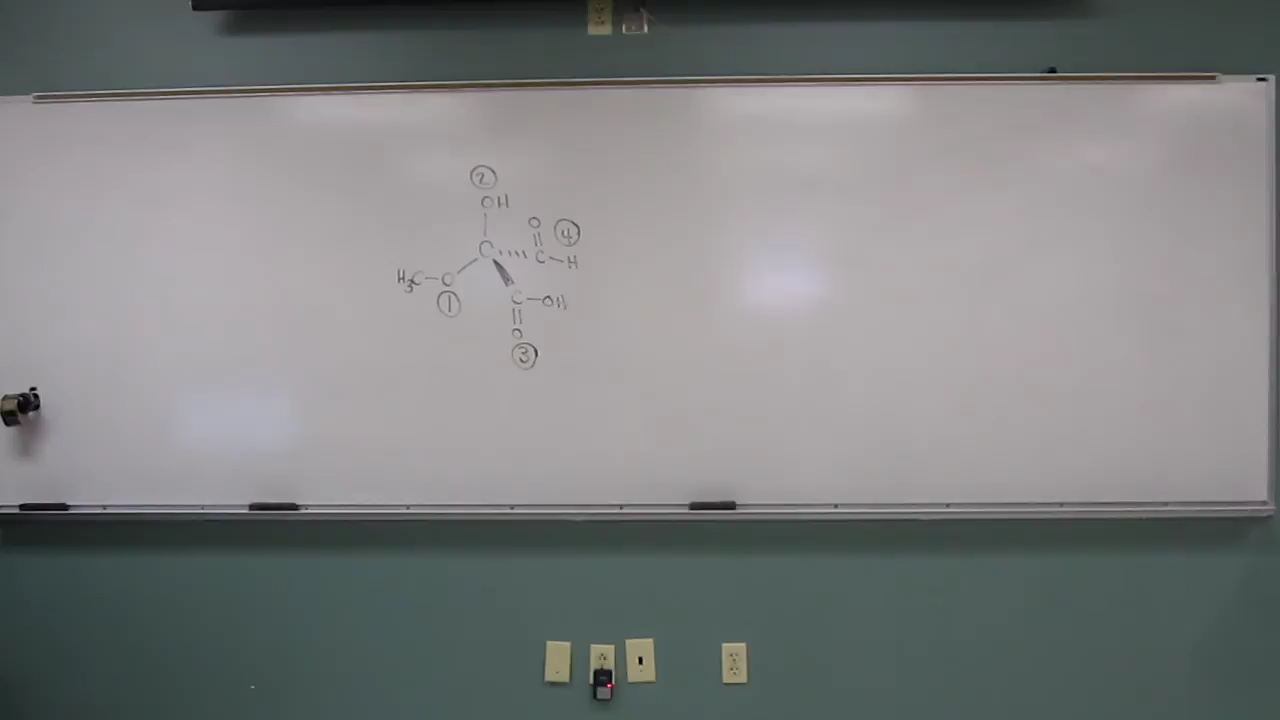 ②
OH
O ④
C C-H
H₃C-O
① C-OH
O
③